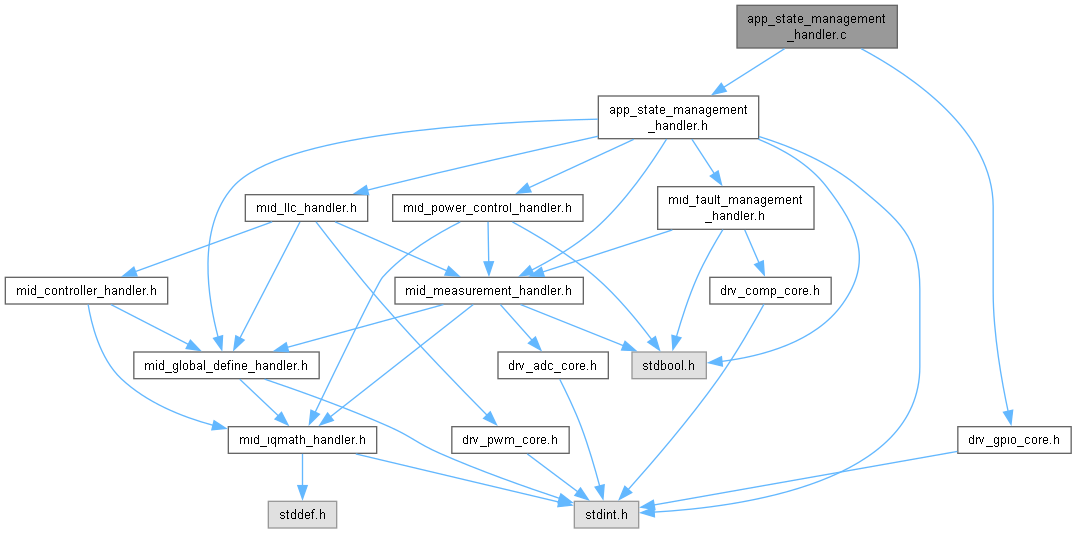 app_state_management
_handler.c
app_state_management
_handler.h
mid_llc_handler.h
mid_power_control_handler.h
mid_fault_management
_handler.h
mid_controller_handler.h
mid_measurement_handler.h
drv_comp_core.h
mid_global_define_handler.h
drv_adc_core.h
stdbool.h
mid_iqmath_handler.h
drv_pwm_core.h
drv_gpio_core.h
stddef.h
stdint.h